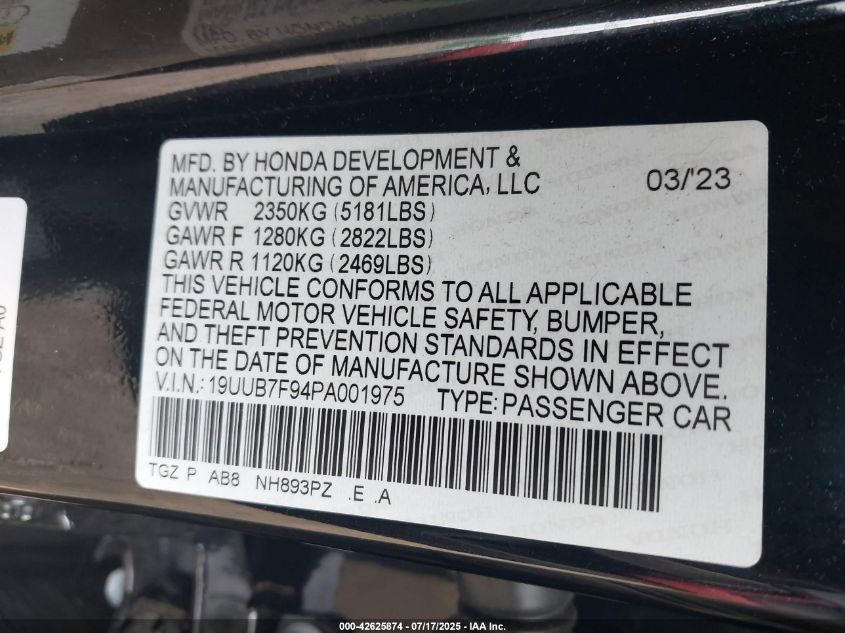 MFD. BY HONDA DEVELOPMENT &
MANUFACTURING OF AMERICA, LLC 03/'23
GVWR 2350KG (5181LBS)
GAWR F 1280KG (2822LBS)
GAWR R 1120KG (2469LBS)
THIS VEHICLE CONFORMS TO ALL APPLICABLE
FEDERAL MOTOR VEHICLE SAFETY, BUMPER,
AND THEFT PREVENTION STANDARDS IN EFFECT
ON THE DATE OF MANUFACTURE SHOWN ABOVE.
V.I.N.: 19UUB7F94PA001975 TYPE: PASSENGER CAR
TGZ P AB8 NH893PZ .E .A
000-42625874 / 07/17/2025 - IAA Inc.